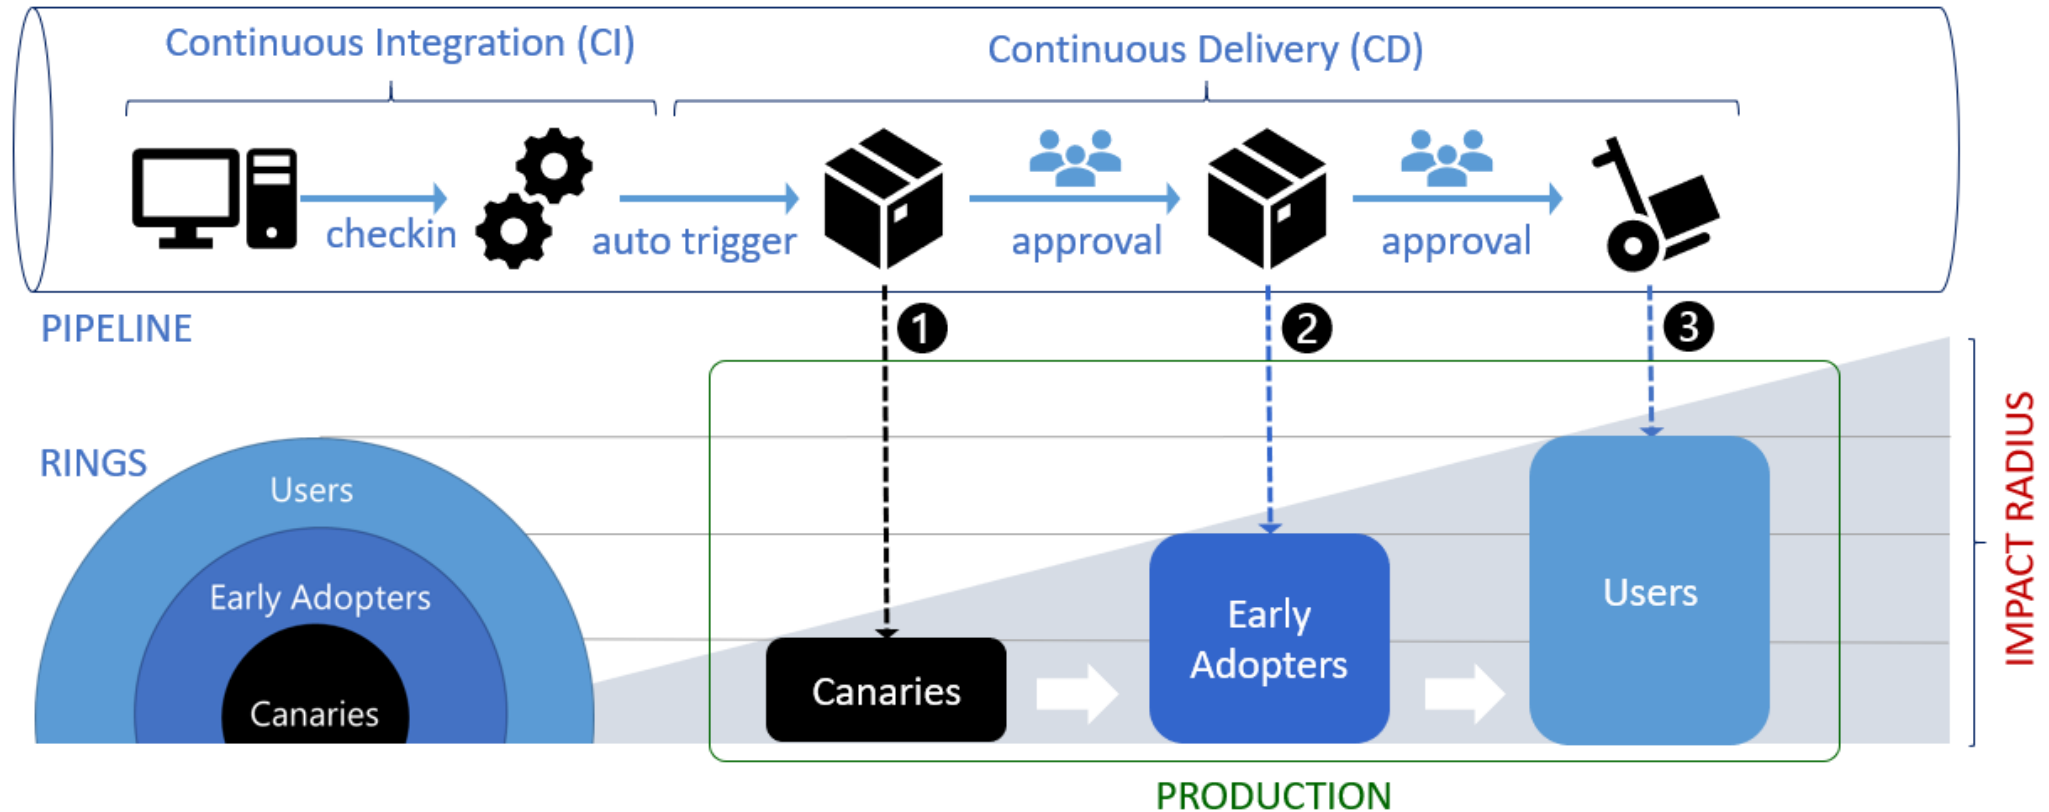 Continuous Integration (CI)
Continuous Delivery (CD)
checkin
auto trigger
approval
approval
PIPELINE
1
2
3
RINGS
Users
Early Adopters
Canaries
Canaries
Early
Adopters
Users
IMPACT RADIUS
PRODUCTION